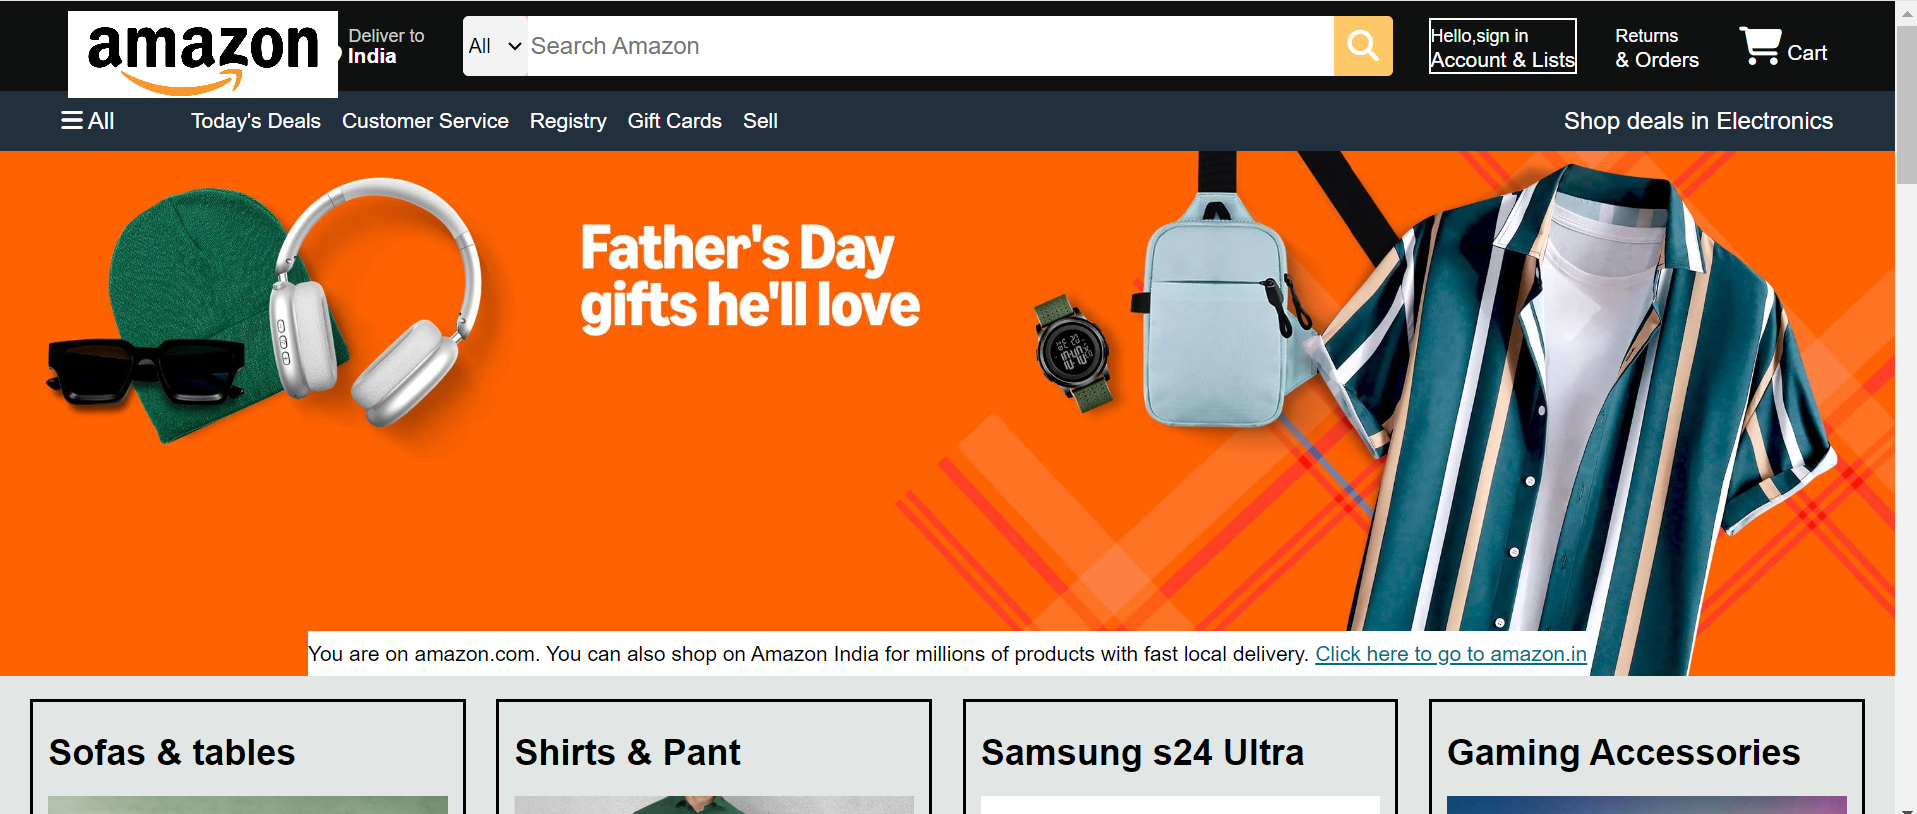 amazon
Deliver to
India
All
Search Amazon
Hello,sign in
Account & Lists
Returns
& Orders
Cart
All
Today's Deals
Customer Service
Registry
Gift Cards
Sell
Shop deals in Electronics
Father's Day
gifts he'll love
You are on amazon.com. You can also shop on Amazon India for millions of products with fast local delivery. Click here to go to amazon.in
Sofas & tables
Shirts & Pant
Samsung s24 Ultra
Gaming Accessories